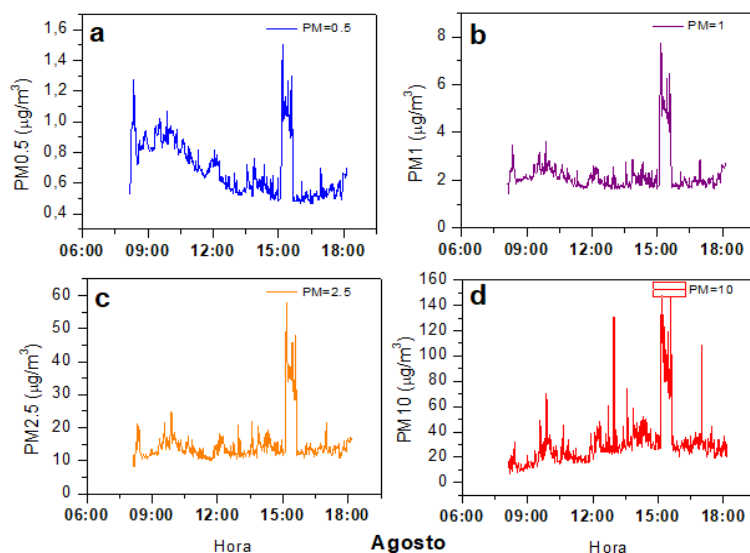 a
PM=0.5
PM0.5 (µg/m³)
1,6
1,4
1,2
1,0
0,8
0,6
0,4
06:00 09:00 12:00 15:00 18:00
b
PM=1
PM1 (µg/m³)
8
6
4
2
0
06:00 09:00 12:00 15:00 18:00
c
PM=2.5
PM2.5 (µg/m³)
60
50
40
30
20
10
0
06:00 09:00 12:00 15:00 18:00
Hora
d
PM=10
PM10 (µg/m³)
160
140
120
100
80
60
40
20
0
06:00 09:00 12:00 15:00 18:00
Hora
Agosto